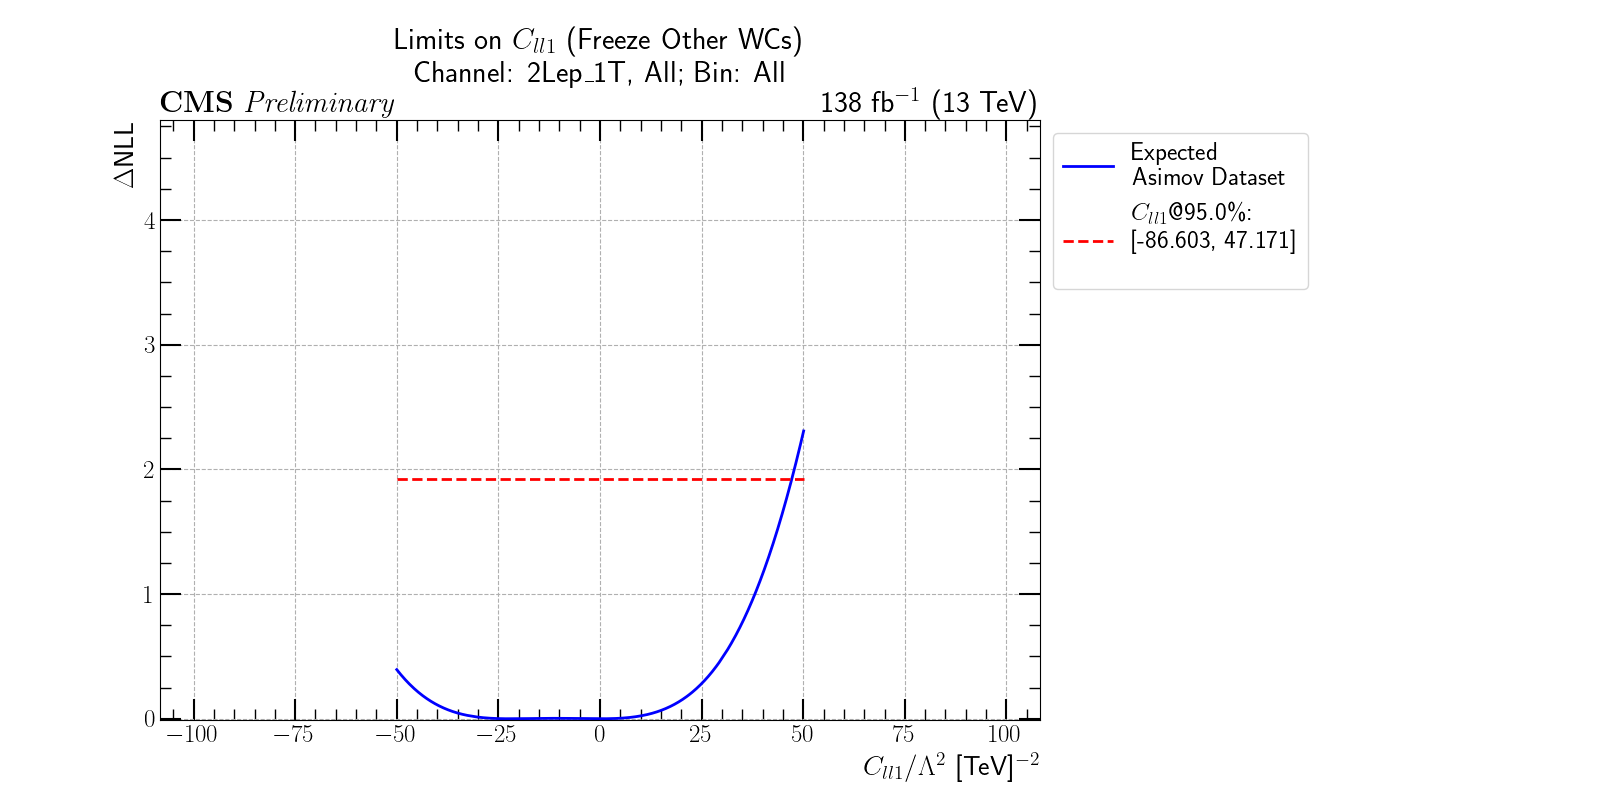 Limits on C_{ll1} (Freeze Other WCs)
Channel: 2Lep_1T, All; Bin: All
CMS Preliminary
138 fb^{-1} (13 TeV)
ΔNLL
4
3
2
1
0
−100
−75
−50
−25
0
25
50
75
100
C_{ll1}/Λ^2 [TeV]^{-2}
Expected
Asimov Dataset
C_{ll1}@95.0%:
[-86.603, 47.171]